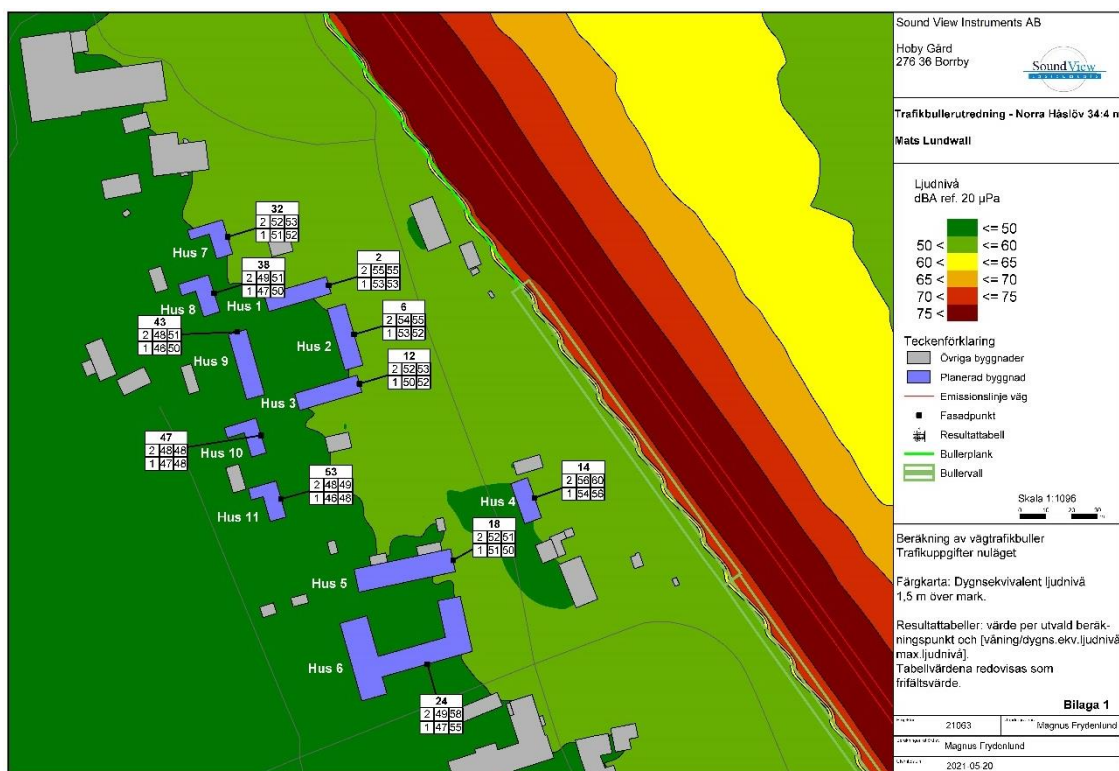 Sound View Instruments AB
Hoby Gård
276 36 Borrby
SoundView
INSTRUMENTS
Trafikbullerutredning - Norra Håslöv 34:4 m
Mats Lundwall
Ljudnivå
dBA ref. 20 µPa
<= 50
50 < <= 60
60 < <= 65
65 < <= 70
70 < <= 75
75 <
Teckenförklaring
Övriga byggnader
Planerad byggnad
Emissionslinje väg
Fasadpunkt
Resultattabell
Bullerplank
Bullervall
Skala 1:1096
0 10 20 30
Beräkning av vägtrafikbuller
Trafikuppgifter nuläget
Färgkarta: Dygnsekvivalent ljudnivå
1,5 m över mark.
Resultattabeller: värde per utvald beräk-
ningspunkt och [våning/dygns.ekv.ljudnivå
max.ljudnivå].
Tabellvärdena redovisas som
frifältsvärde.
Bilaga 1
21063
Magnus Frydenlund
Magnus Frydenlund
2021-05-20
32
2 52 53
1 51 52
Hus 7
38
2 49 51
1 47 50
Hus 8
Hus 1
2
2 55 55
1 53 53
43
2 48 51
1 46 50
Hus 9
Hus 2
6
2 54 55
1 53 52
12
2 52 53
1 50 52
Hus 3
47
2 48 48
1 47 48
Hus 10
53
2 48 49
1 46 48
Hus 11
Hus 4
14
2 56 60
1 54 56
18
2 52 51
1 51 50
Hus 5
Hus 6
24
2 49 58
1 47 55